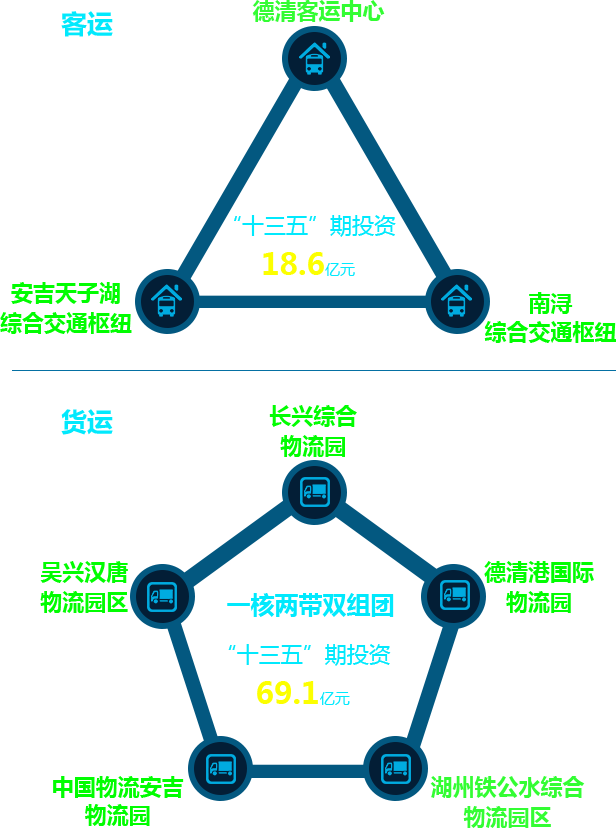 客运
德清客运中心
“十三五”期投资
18.6亿元
安吉天子湖
综合交通枢纽
南浔
综合交通枢纽
货运
长兴综合
物流园
吴兴汉唐
物流园区
德清港国际
物流园
一核两带双组团
“十三五”期投资
69.1亿元
中国物流安吉
物流园
湖州铁公水综合
物流园区